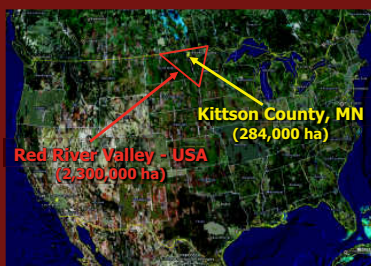 Kittson County, MN
(284,000 ha)
Red River Valley - USA
(2,300,000 ha)